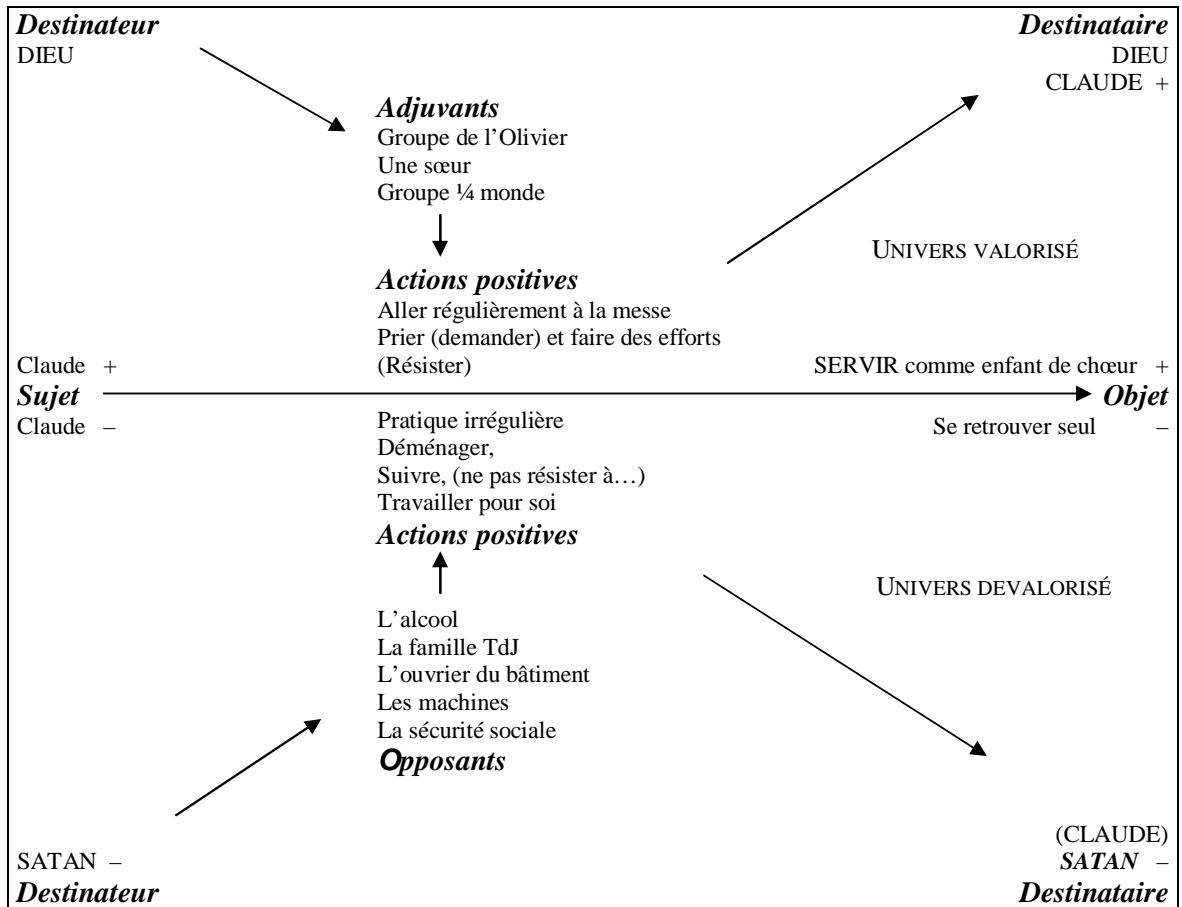 Destinateur
Destinataire
DIEU
DIEU
CLAUDE +
Adjuvants
Groupe de l’Olivier
Une sœur
Groupe ¼ monde
UNIVERS VALORISÉ
Actions positives
Aller régulièrement à la messe
Prier (demander) et faire des efforts
(Résister)
Claude +
SERVIR comme enfant de chœur +
Sujet
Objet
Claude –
Se retrouver seul –
Pratique irrégulière
Déménager,
Suivre, (ne pas résister à…)
Travailler pour soi
Actions positives
UNIVERS DEVALORISÉ
L’alcool
La famille TdJ
L’ouvrier du bâtiment
Les machines
La sécurité sociale
Opposants
(CLAUDE)
SATAN –
SATAN –
Destinateur
Destinataire